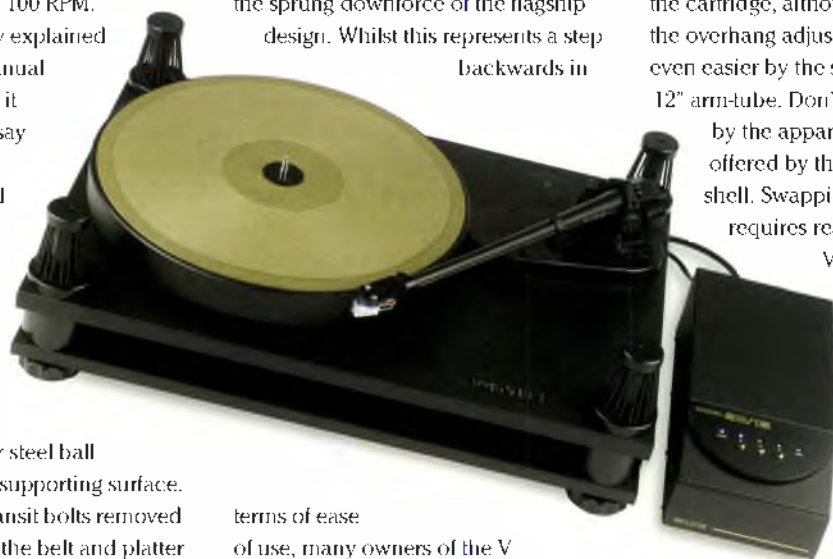 100 RPM.
y explained
nual
it
say
l
r steel ball
supporting surface.
ansit bolts removed
the belt and platter
the sprung downforce of the flagship
design. Whilst this represents a step
backwards in
terms of ease
of use, many owners of the V
the cartridge, althou
the overhang adjus
even easier by the s
12" arm-tube. Don'
by the appar
offered by th
shell. Swappi
requires rea
V